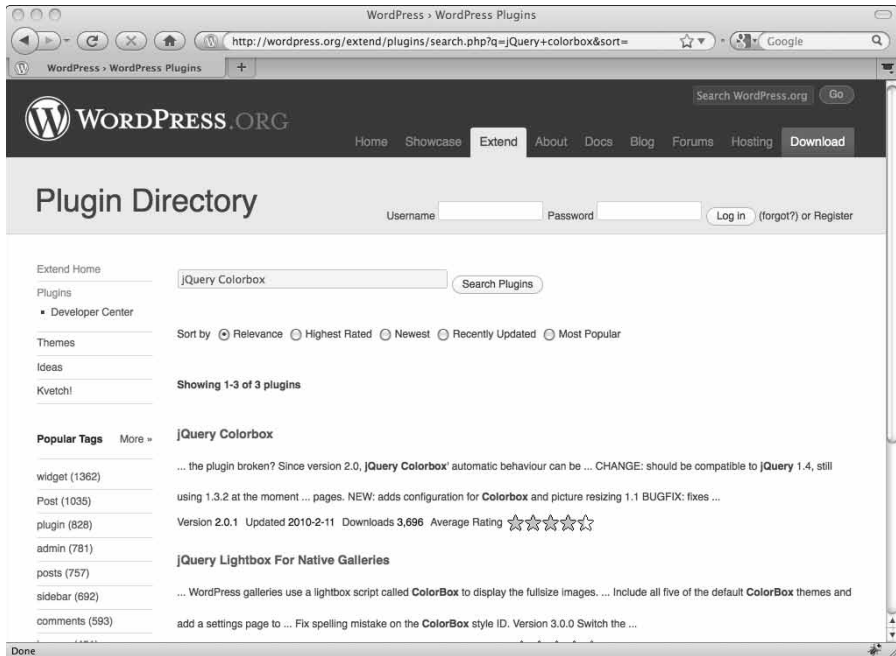 WordPress › WordPress Plugins
http://wordpress.org/extend/plugins/search.php?q=jQuery+colorbox&sort=
Google
WordPress › WordPress Plugins
+
Search WordPress.org
Go
WORDPRESS.ORG
Home Showcase Extend About Docs Blog Forums Hosting Download
Plugin Directory
Username
Password
Log in
(forgot?) or Register
Extend Home
Plugins
▪ Developer Center
Themes
Ideas
Kvetch!
Popular Tags More »
widget (1362)
Post (1035)
plugin (828)
admin (781)
posts (757)
sidebar (692)
comments (593)
jQuery Colorbox
Search Plugins
Sort by Relevance Highest Rated Newest Recently Updated Most Popular
Showing 1-3 of 3 plugins
jQuery Colorbox
... the plugin broken? Since version 2.0, jQuery Colorbox' automatic behaviour can be ... CHANGE: should be compatible to jQuery 1.4, still
using 1.3.2 at the moment ... pages. NEW: adds configuration for Colorbox and picture resizing 1.1 BUGFIX: fixes ...
Version 2.0.1 Updated 2010-2-11 Downloads 3,696 Average Rating
jQuery Lightbox For Native Galleries
... WordPress galleries use a lightbox script called ColorBox to display the fullsize images. ... Include all five of the default ColorBox themes and
add a settings page to ... Fix spelling mistake on the ColorBox style ID. Version 3.0.0 Switch the ...
Done